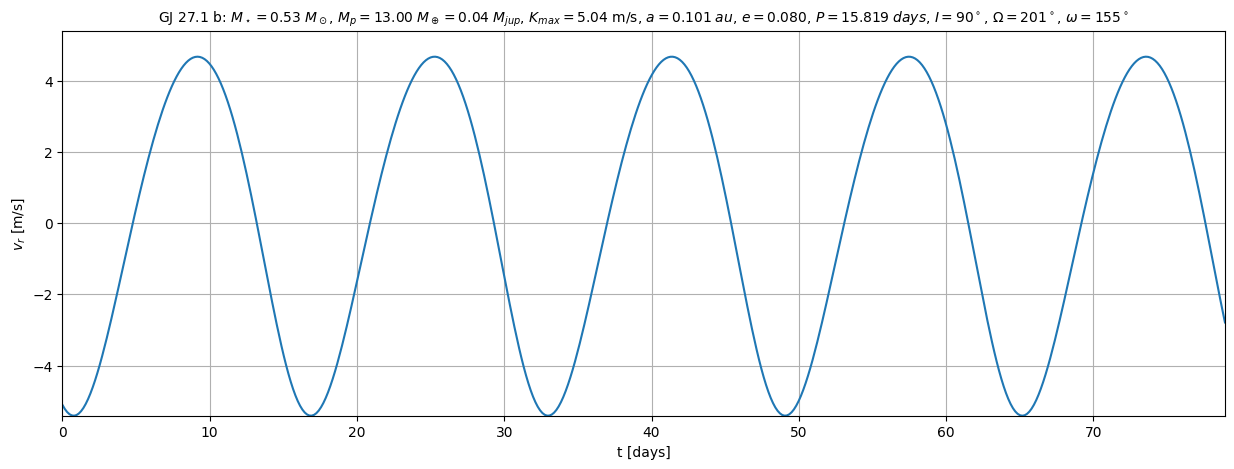 GJ 27.1 b: M⋆ = 0.53 M⊙, Mp = 13.00 M⊕ = 0.04 Mjup, Kmax = 5.04 m/s, a = 0.101 au, e = 0.080, P = 15.819 days, I = 90°, Ω = 201°, ω = 155°
4
2
0
−2
−4
vr [m/s]
0 10 20 30 40 50 60 70
t [days]